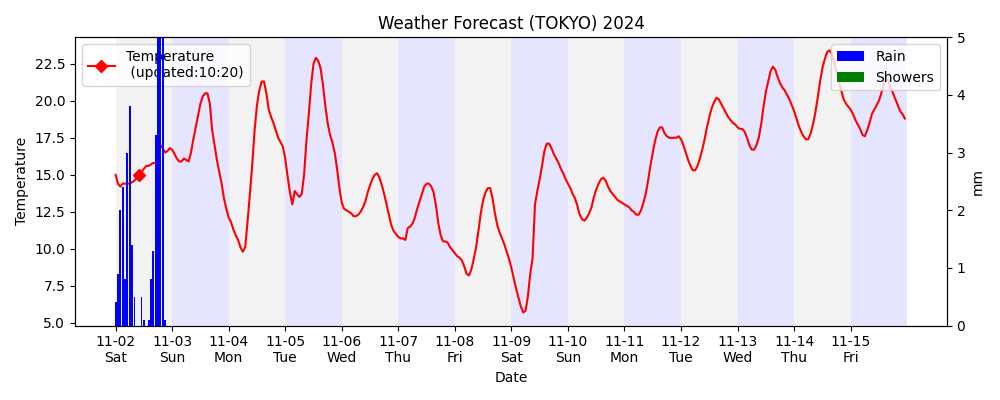 Weather Forecast (TOKYO) 2024
Temperature
(updated:10:20)
Rain
Showers
Temperature
22.5
20.0
17.5
15.0
12.5
10.0
7.5
5.0
5
4
3
2
1
0
mm
11-02 11-03 11-04 11-05 11-06 11-07 11-08 11-09 11-10 11-11 11-12 11-13 11-14 11-15
Sat Sun Mon Tue Wed Thu Fri Sat Sun Mon Tue Wed Thu Fri
Date